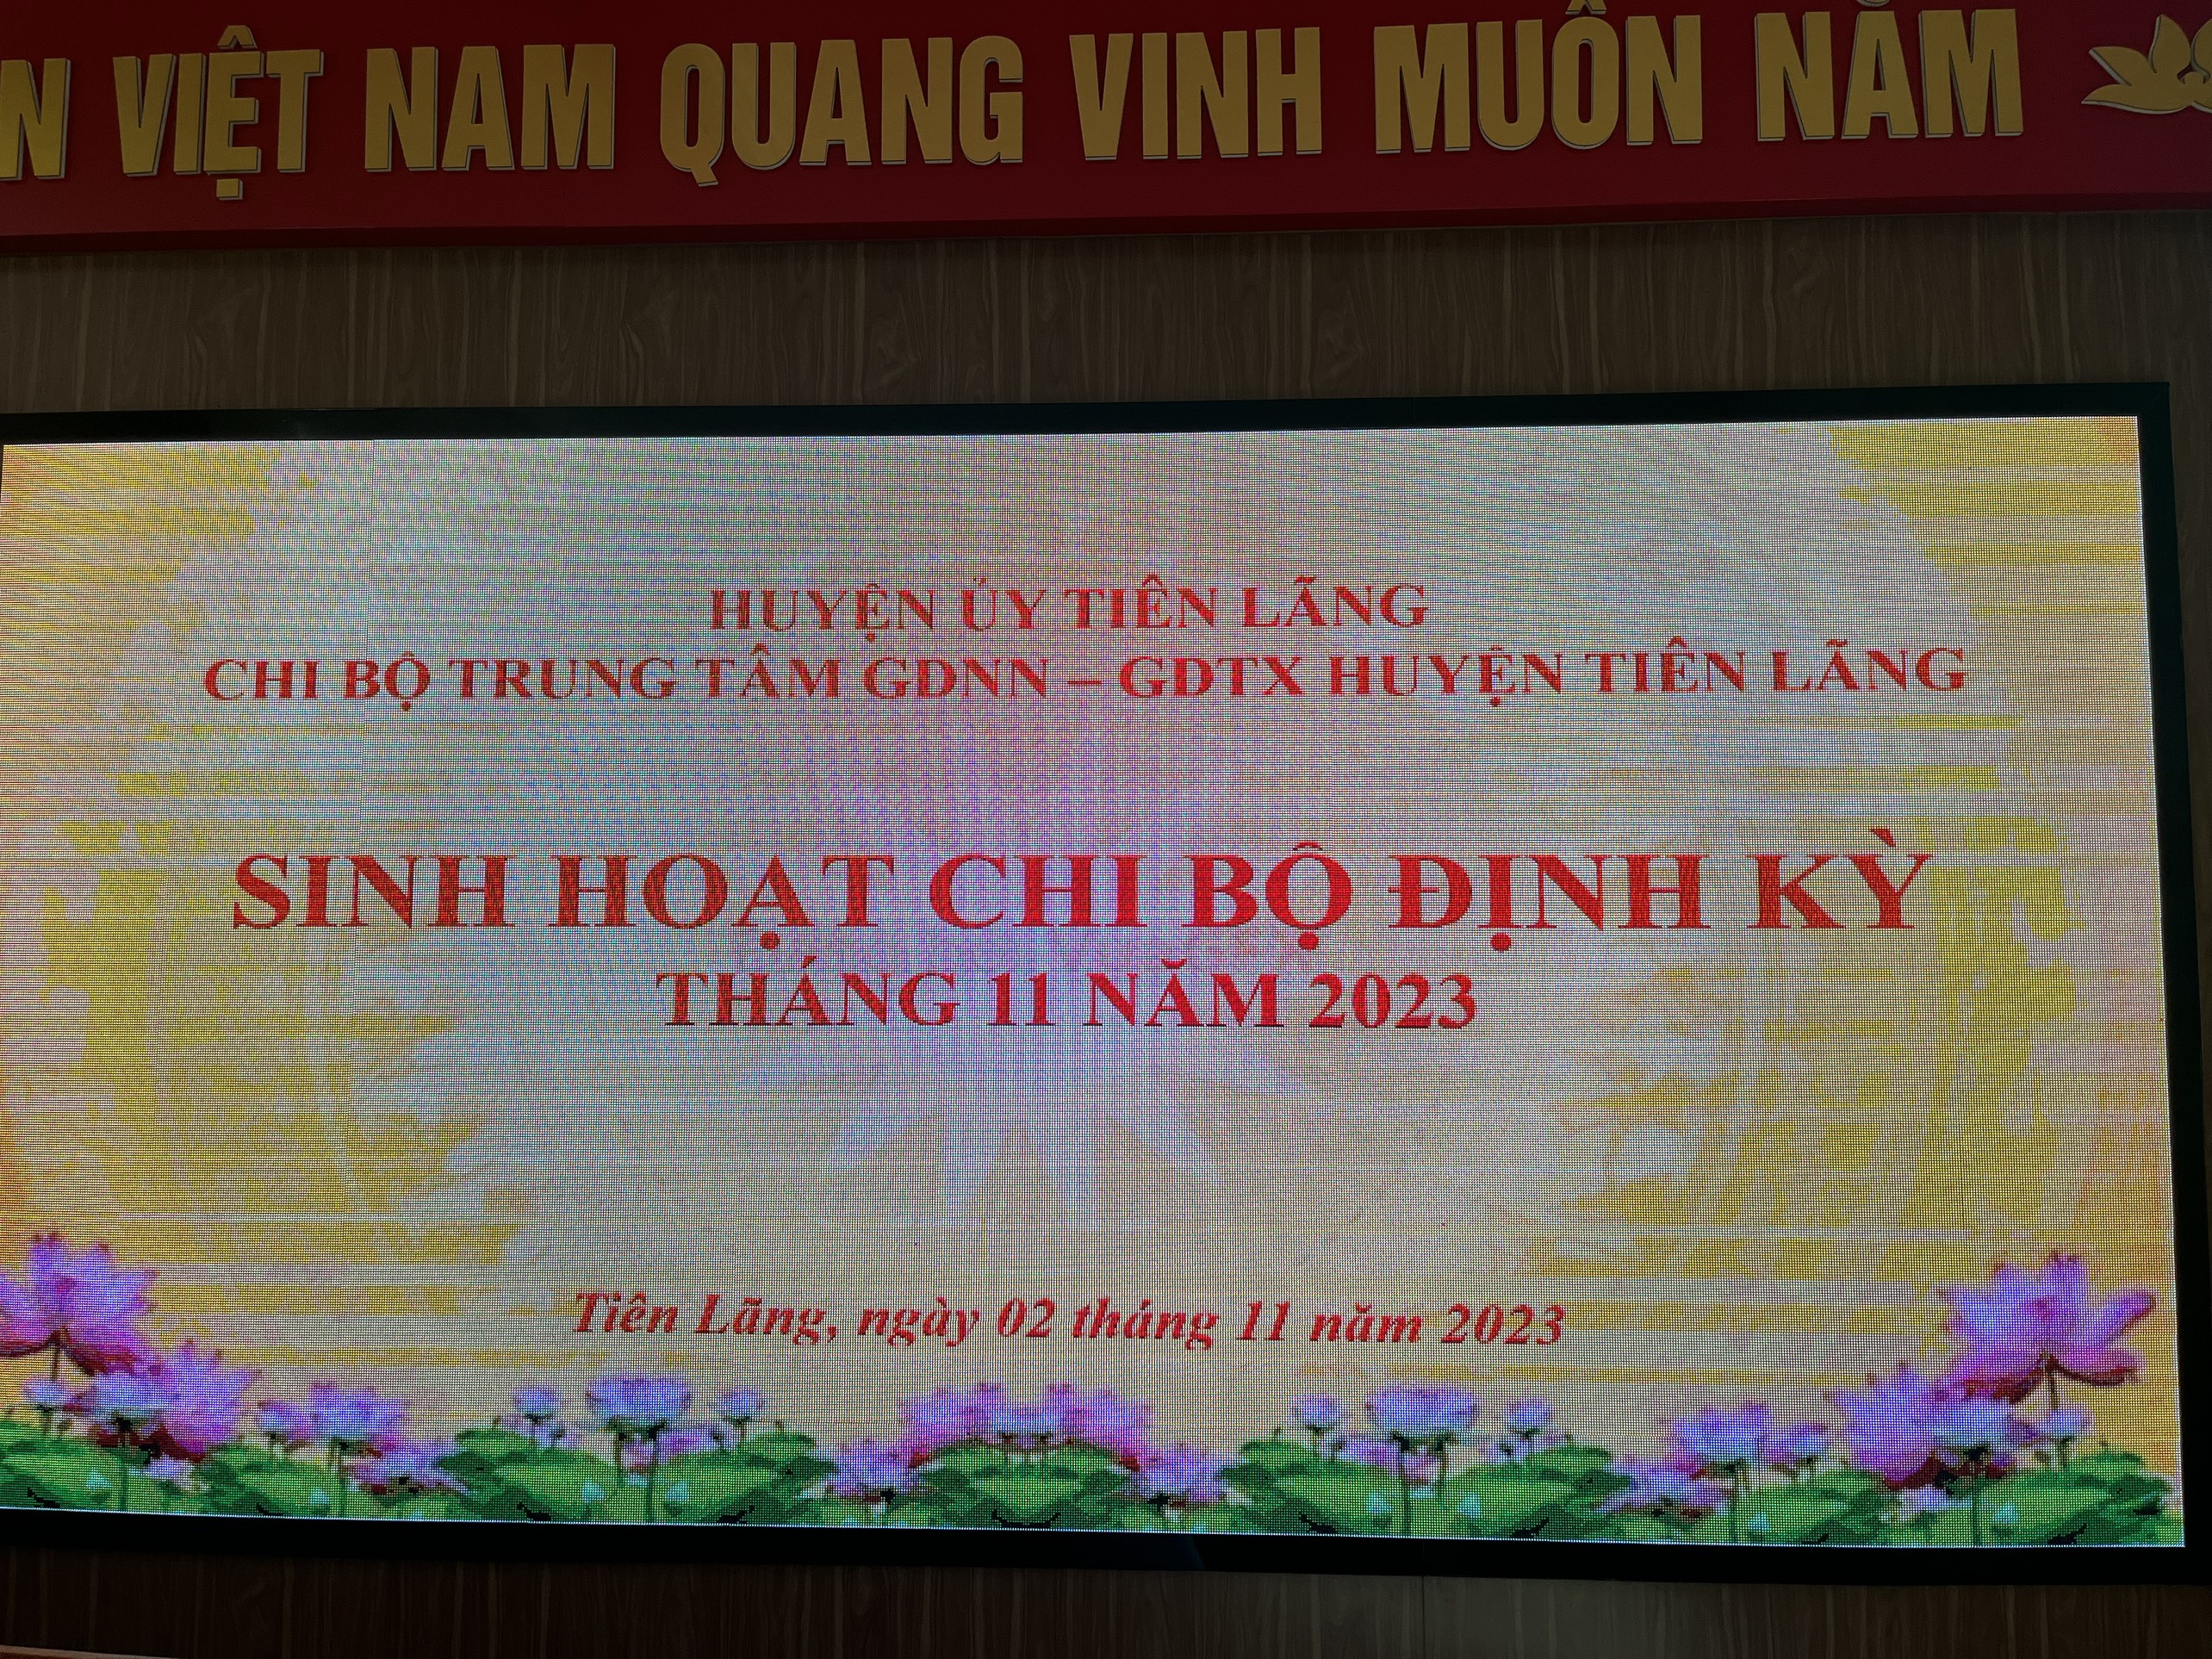 N VIỆT NAM QUANG VINH MUÔN NĂM
HUYỆN ỦY TIÊN LÃNG
CHI BỘ TRUNG TÂM GDNN – GDTX HUYỆN TIÊN LÃNG
SINH HOẠT CHI BỘ ĐỊNH KỲ
THÁNG 11 NĂM 2023
Tiên Lãng, ngày 02 tháng 11 năm 2023